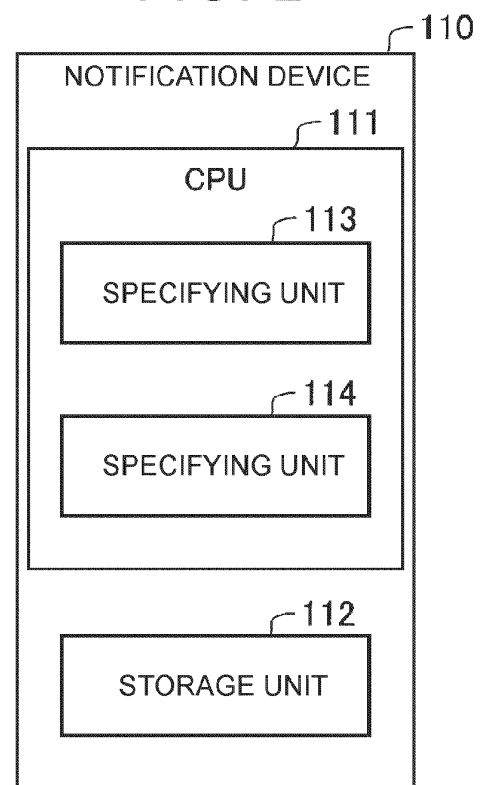 110
NOTIFICATION DEVICE
111
CPU
113
SPECIFYING UNIT
114
SPECIFYING UNIT
112
STORAGE UNIT